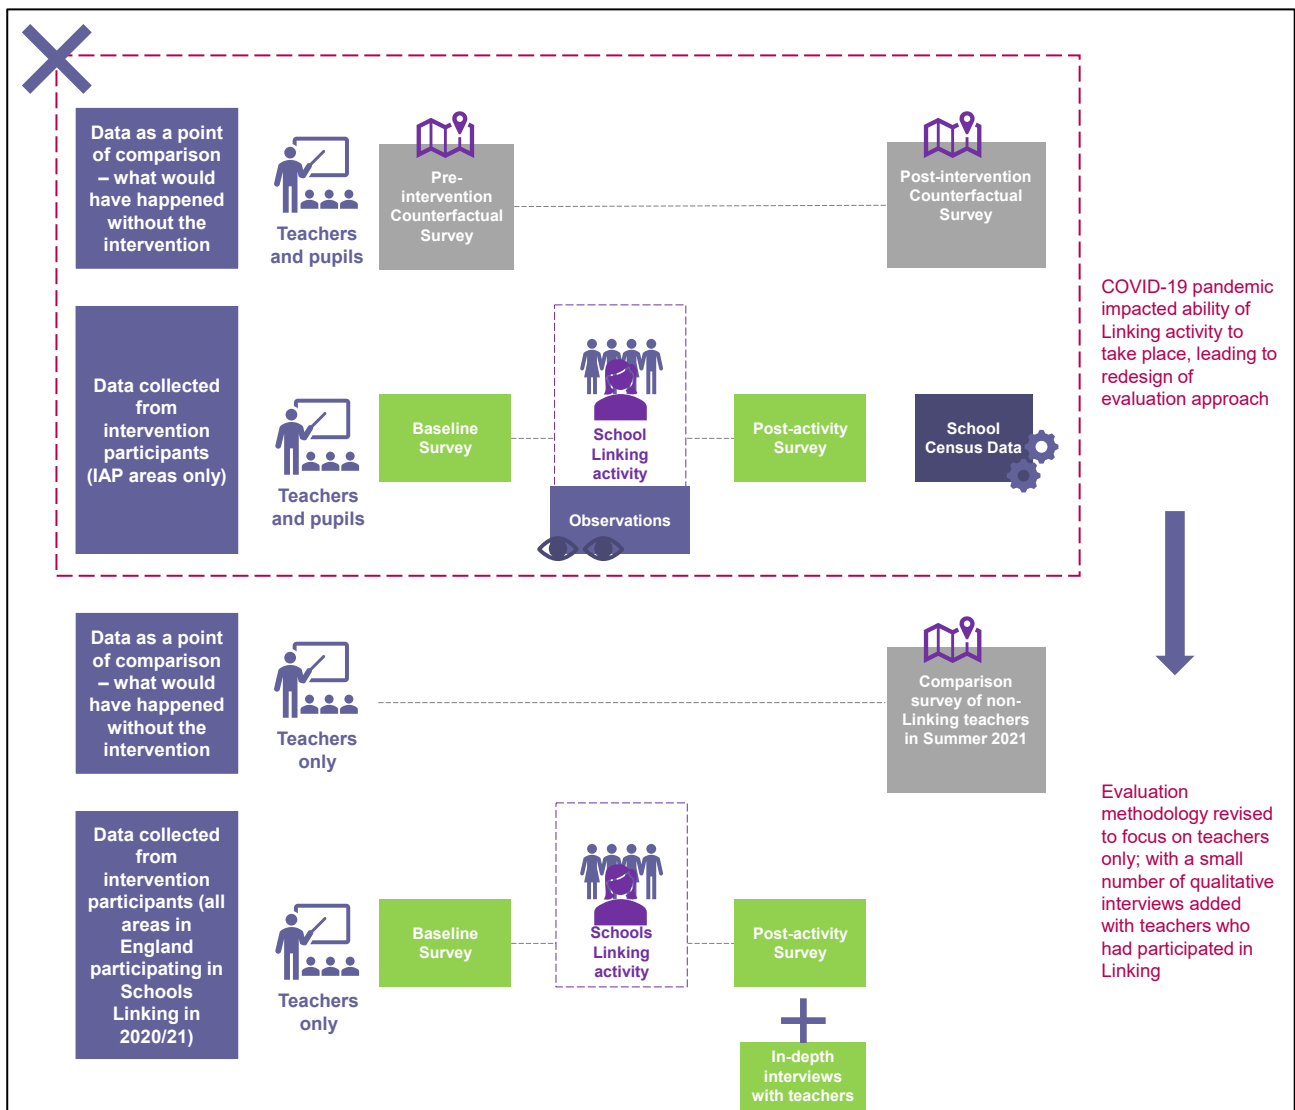 Data as a point
of comparison
– what would
have happened
without the
intervention
Teachers
and pupils
Pre-
intervention
Counterfactual
Survey
Post-intervention
Counterfactual
Survey
COVID-19 pandemic
impacted ability of
Linking activity to
take place, leading to
redesign of
evaluation approach
Data collected
from
intervention
participants
(IAP areas only)
Teachers
and pupils
Baseline
Survey
School
Linking
activity
Observations
Post-activity
Survey
School
Census Data
Data as a point
of comparison
– what would
have happened
without the
intervention
Teachers
only
Comparison
survey of non-
Linking teachers
in Summer 2021
Evaluation
methodology revised
to focus on teachers
only; with a small
number of qualitative
interviews added
with teachers who
had participated in
Linking
Data collected
from
intervention
participants (all
areas in
England
participating in
Schools
Linking in
2020/21)
Teachers
only
Baseline
Survey
Schools
Linking
activity
Post-activity
Survey
In-depth
interviews
with teachers